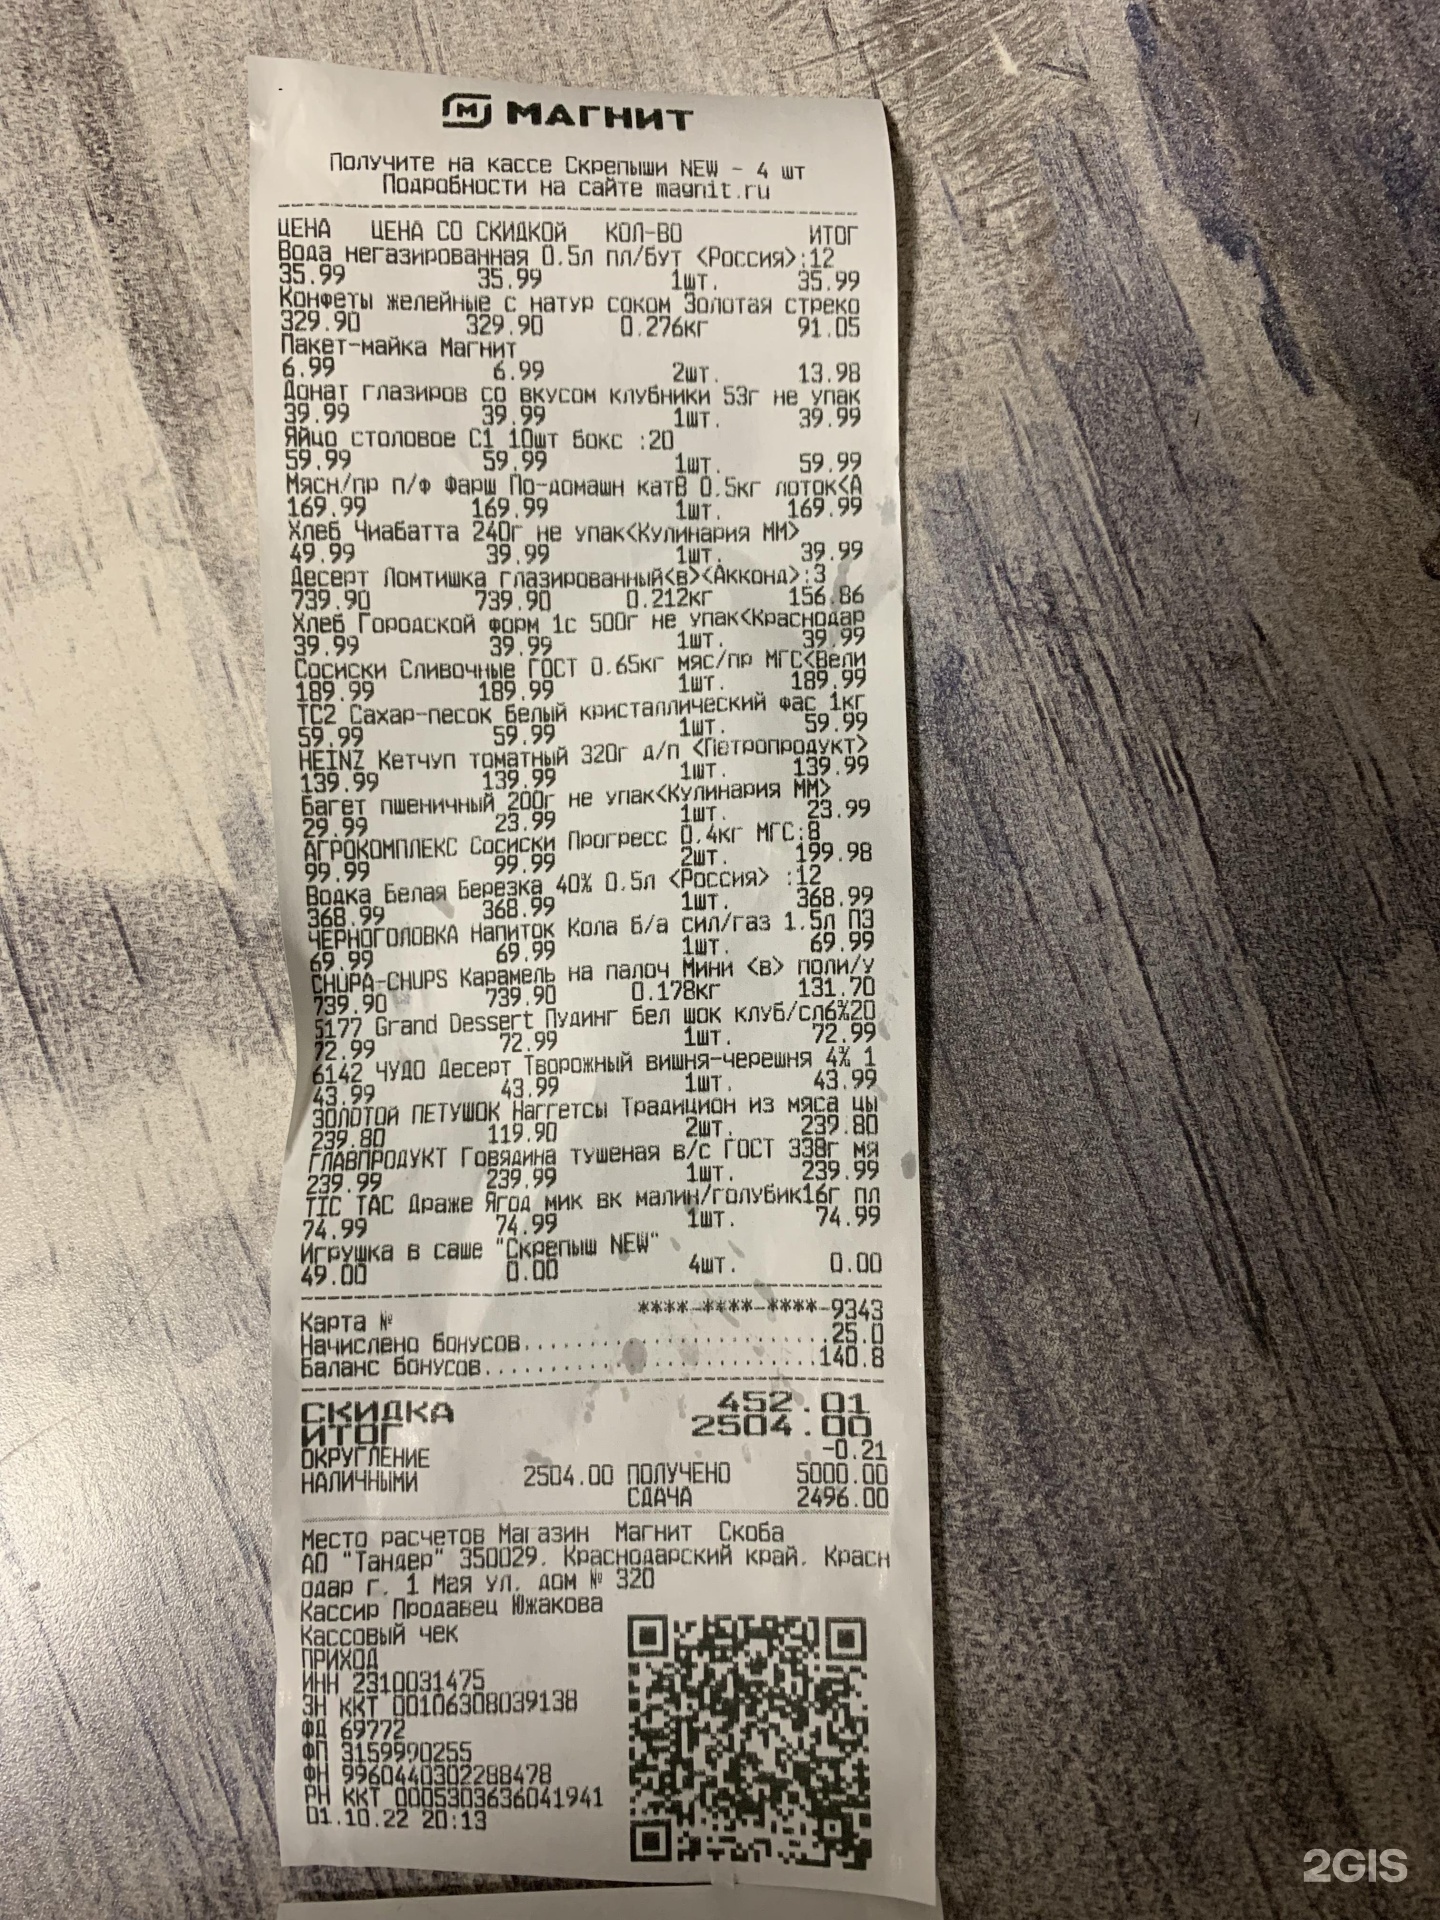 МАГНИТ
Получите на кассе Скрепыши NEW - 4 шт
Подробности на сайте magnit.ru
ЦЕНА ЦЕНА СО СКИДКОЙ КОЛ-ВО ИТОГ
Вода негазированная 0.5л пл/бут <Россия>:12
35.99 35.99 1шт. 35.99
Конфеты желейные с натур соком Золотая стреко
329.90 329.90 0.276кг 91.05
Пакет-майка Магнит
6.99 6.99 2шт. 13.98
Донат глазиров со вкусом клубники 53г не упак
39.99 39.99 1шт. 39.99
Яйцо столовое С1 10шт бокс :20
59.99 59.99 1шт. 59.99
Мясн/пр п/ф Фарш По-домашн катВ 0.5кг лоток<А
169.99 169.99 1шт. 169.99
Хлеб Чиабатта 240г не упак<Кулинария ММ>
49.99 39.99 1шт. 39.99
Десерт Ломтишка глазированный<в><Акконд>:3
739.90 739.90 0.212кг 156.86
Хлеб Городской форм 1с 500г не упак<Краснодар
39.99 39.99 1шт. 39.99
Сосиски Сливочные ГОСТ 0.65кг мяс/пр МГС<Вели
189.99 189.99 1шт. 189.99
ТС2 Сахар-песок белый кристаллический фас 1кг
59.99 59.99 1шт. 59.99
HEINZ Кетчуп томатный 320г д/п <Петропродукт>
139.99 139.99 1шт. 139.99
Багет пшеничный 200г не упак<Кулинария ММ>
29.99 23.99 1шт. 23.99
АГРОКОМПЛЕКС Сосиски Прогресс 0.4кг МГС:8
99.99 99.99 2шт. 199.98
Водка Белая Березка 40% 0.5л <Россия> :12
368.99 368.99 1шт. 368.99
ЧЕРНОГОЛОВКА Напиток Кола б/а сил/газ 1.5л ПЭ
69.99 69.99 1шт. 69.99
CHUPA-CHUPS Карамель на палоч Мини <в> поли/у
739.90 739.90 0.178кг 131.70
5177 Grand Dessert Пудинг бел шок клуб/сл6%20
72.99 72.99 1шт. 72.99
6142 ЧУДО Десерт Творожный вишня-черешня 4% 1
43.99 43.99 1шт. 43.99
ЗОЛОТОЙ ПЕТУШОК Наггетсы Традицион из мяса цы
239.80 119.90 2шт. 239.80
ГЛАВПРОДУКТ Говядина тушеная в/с ГОСТ 338г мя
239.99 239.99 1шт. 239.99
TIC TAC Драже Ягод мик вк малин/голубик16г пл
74.99 74.99 1шт. 74.99
Игрушка в саше "Скрепыш NEW"
49.00 0.00 4шт. 0.00
Карта № ****-****-****-9343
Начислено бонусов.......................25.0
Баланс бонусов.........................140.8
СКИДКА 452.01
ИТОГ 2504.00
ОКРУГЛЕНИЕ -0.21
НАЛИЧНЫМИ 2504.00 ПОЛУЧЕНО 5000.00
СДАЧА 2496.00
Место расчетов Магазин Магнит Скоба
АО "Тандер" 350029, Краснодарский край, Красн
одар г, 1 Мая ул, дом № 320
Кассир Продавец Южакова
Кассовый чек
ПРИХОД
ИНН 2310031475
ЗН ККТ 00106308039138
ФД 69772
ФП 3159990255
ФН 9960440302288478
РН ККТ 0005303636041941
01.10.22 20:13
2GIS